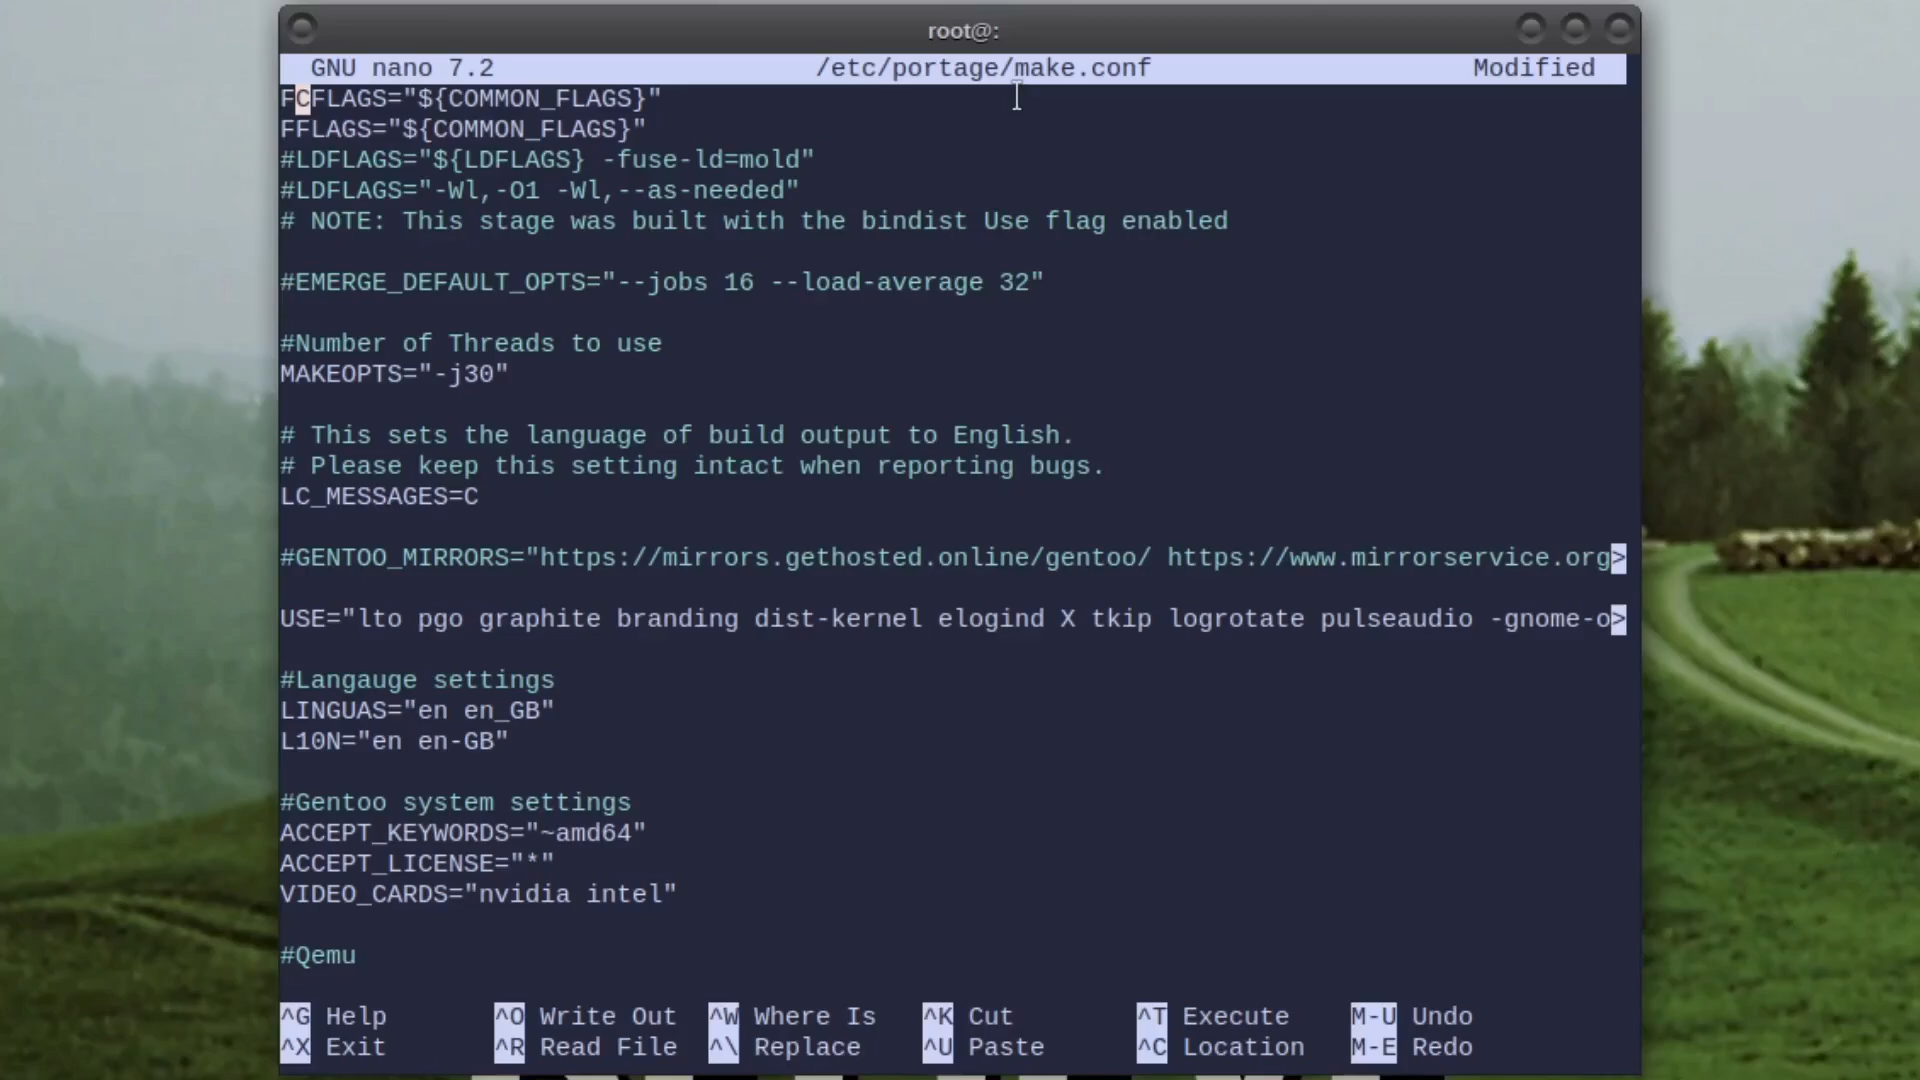 root@:
GNU nano 7.2 /etc/portage/make.conf Modified
FCFLAGS="${COMMON_FLAGS}"
FFLAGS="${COMMON_FLAGS}"
#LDFLAGS="${LDFLAGS} -fuse-ld=mold"
#LDFLAGS="-Wl,-O1 -Wl,--as-needed"
# NOTE: This stage was built with the bindist Use flag enabled
#EMERGE_DEFAULT_OPTS="--jobs 16 --load-average 32"
#Number of Threads to use
MAKEOPTS="-j30"
# This sets the language of build output to English.
# Please keep this setting intact when reporting bugs.
LC_MESSAGES=C
#GENTOO_MIRRORS="https://mirrors.gethosted.online/gentoo/ https://www.mirrorservice.org>
USE="lto pgo graphite branding dist-kernel elogind X tkip logrotate pulseaudio -gnome-o>
#Langauge settings
LINGUAS="en en_GB"
L10N="en en-GB"
#Gentoo system settings
ACCEPT_KEYWORDS="~amd64"
ACCEPT_LICENSE="*"
VIDEO_CARDS="nvidia intel"
#Qemu
^G Help ^O Write Out ^W Where Is ^K Cut ^T Execute M-U Undo
^X Exit ^R Read File ^\ Replace ^U Paste ^C Location M-E Redo